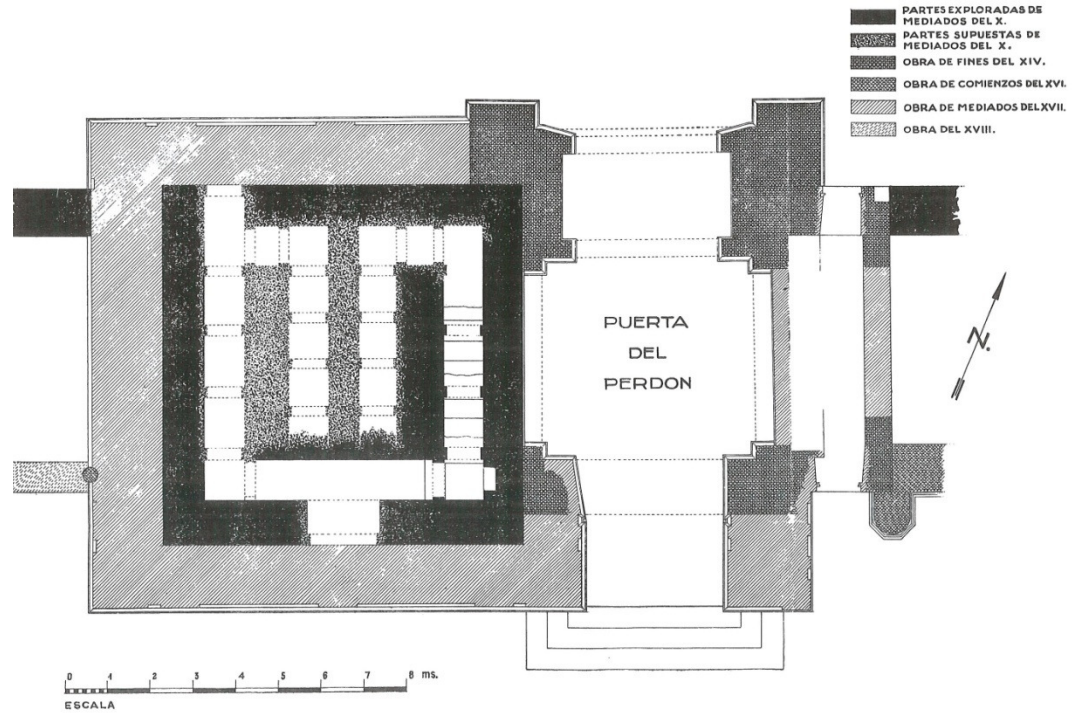 PARTES EXPLORADAS DE
MEDIADOS DEL X.
PARTES SUPUESTAS DE
MEDIADOS DEL X.
OBRA DE FINES DEL XIV.
OBRA DE COMIENZOS DEL XVI.
OBRA DE MEDIADOS DEL XVII.
OBRA DEL XVIII.
PUERTA
DEL
PERDON
N.
0 1 2 3 4 5 6 7 8 ms.
ESCALA